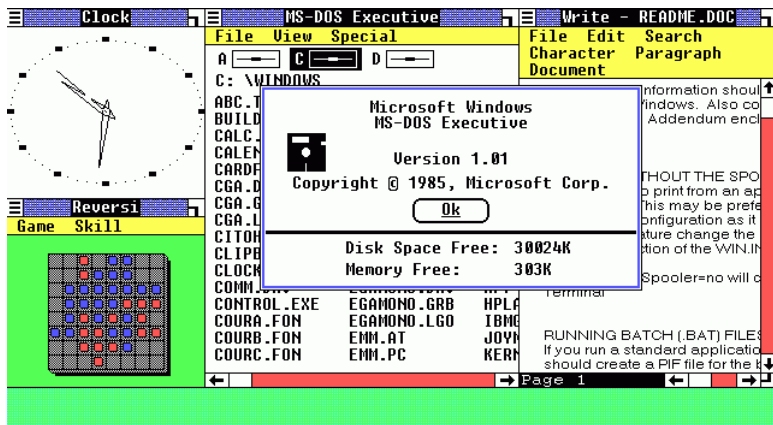 Clock
MS-DOS Executive
File View Special
A C D
C: \WINDOWS
ABC.T
BUILD
CALC.
CALEN
CARDF
CGA.D
CGA.G
CGA.L
CITOH
CLIPB
CLOCK
COMM.
CONTROL.EXE EGAMONO.GRB HPLA
COURA.FON EGAMONO.LGO IBMG
COURB.FON EMM.AT JOYM
COURC.FON EMM.PC KERN
Microsoft Windows
MS-DOS Executive
Version 1.01
Copyright © 1985, Microsoft Corp.
Ok
Disk Space Free: 30024K
Memory Free: 303K
Write - README.DOC
File Edit Search
Character Paragraph
Document
nformation shoul
Windows. Also co
Addendum encl
THOUT THE SPO
o print from an ap
This may be prefe
onfiguration as it
ature change the
ction of the WIN.IN
Spooler=no will c
Terminal
RUNNING BATCH (.BAT) FILES
If you run a standard applicatio
should create a PIF file for the b
Page 1
Reversi
Game Skill